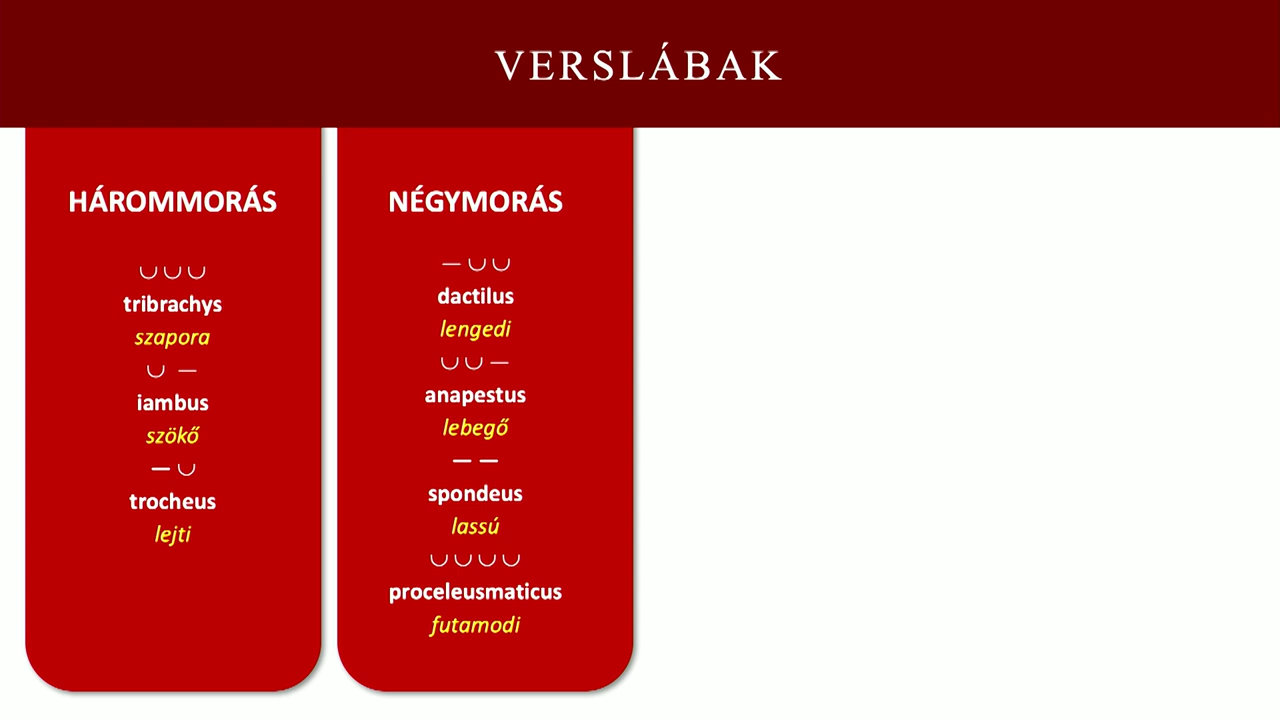 VERSLÁBAK
HÁROMMORÁS
∪ ∪ ∪
tribrachys
szapora
∪ —
iambus
szökő
— ∪
trocheus
lejti
NÉGYMORÁS
— ∪ ∪
dactilus
lengedi
∪ ∪ —
anapestus
lebegő
— —
spondeus
lassú
∪ ∪ ∪ ∪
proceleusmaticus
futamodi